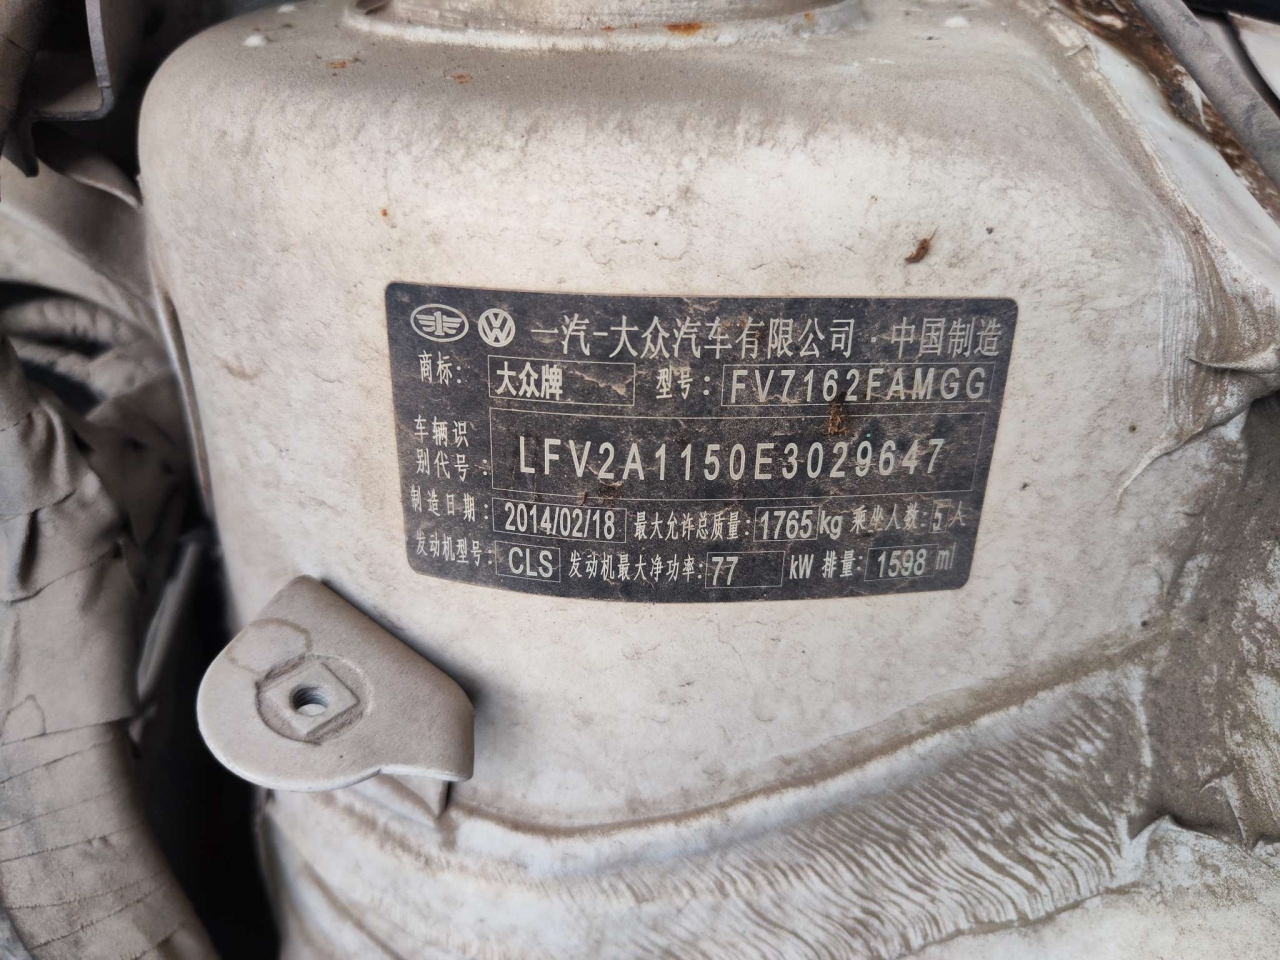 一汽-大众汽车有限公司·中国制造
商标: 大众牌 型号: FV7162FAMGG
车辆识别代号: LFV2A1150E3029647
制造日期: 2014/02/18 最大允许总质量: 1765 kg 乘坐人数: 5 人
发动机型号: CLS 发动机最大净功率: 77 kW 排量: 1598 ml